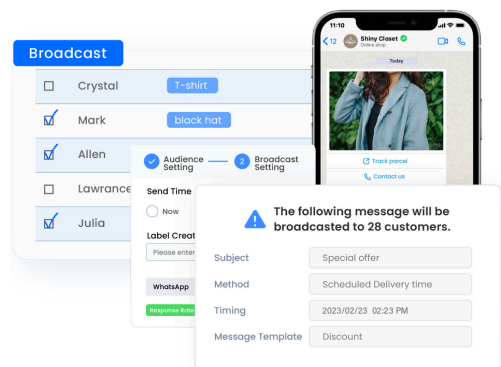 Broadcast
Crystal
T-shirt
Mark
black hat
Allen
Lawrance
Julia
11:10
12
Shiny Closet
Online shop
Today
Track parcel
Contact us
Audience Setting
2
Broadcast Setting
Send Time
Now
Label Creat
Please enter
WhatsApp
Response Rate
The following message will be
broadcasted to 28 customers.
Subject
Special offer
Method
Scheduled Delivery time
Timing
2023/02/23 02:23 PM
Message Template
Discount